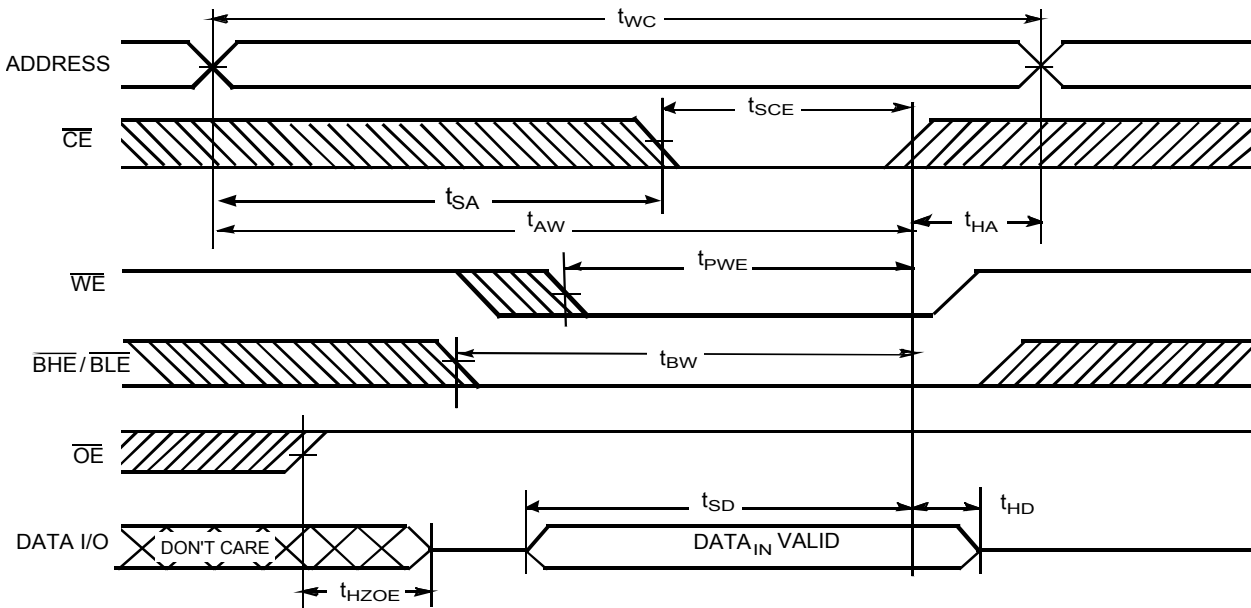 tWC
ADDRESS
tSCE
CE
tSA
tAW
tHA
tPWE
WE
BHE/BLE
tBW
OE
tSD
tHD
DATA I/O
DON'T CARE
DATAIN VALID
tHZOE